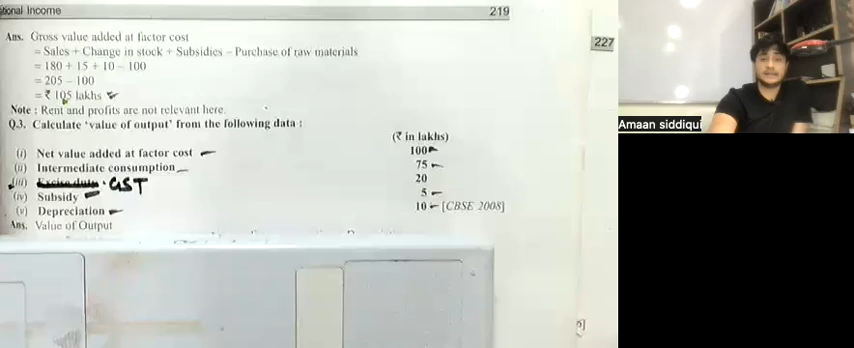 tional Income 219
Ans. Gross value added at factor cost
= Sales + Change in stock + Subsidies – Purchase of raw materials
= 180 + 15 + 10 – 100
= 205 – 100
= ₹ 105 lakhs
Note : Rent and profits are not relevant here.
Q.3. Calculate 'value of output' from the following data :
(₹ in lakhs)
(i) Net value added at factor cost 100
(ii) Intermediate consumption 75
(iii) Excise duty GST 20
(iv) Subsidy 5
(v) Depreciation 10 [CBSE 2008]
Ans. Value of Output
227
Amaan siddiqui